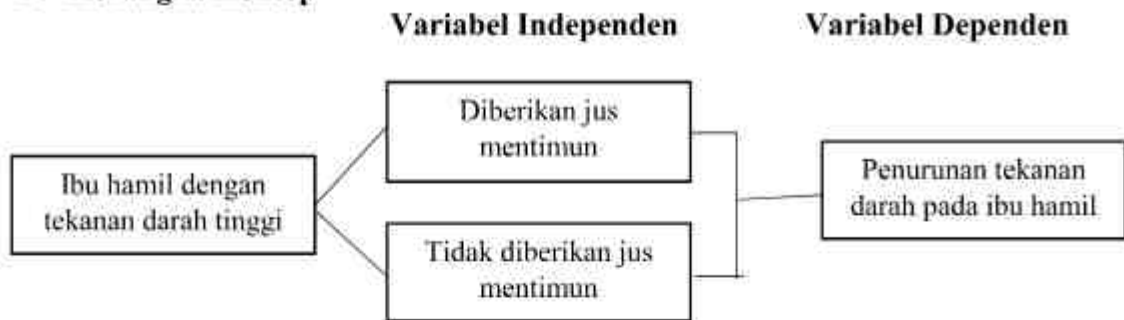 Variabel Independen
Variabel Dependen
Diberikan jus
mentimun
Ibu hamil dengan
tekanan darah tinggi
Penurunan tekanan
darah pada ibu hamil
Tidak diberikan jus
mentimun